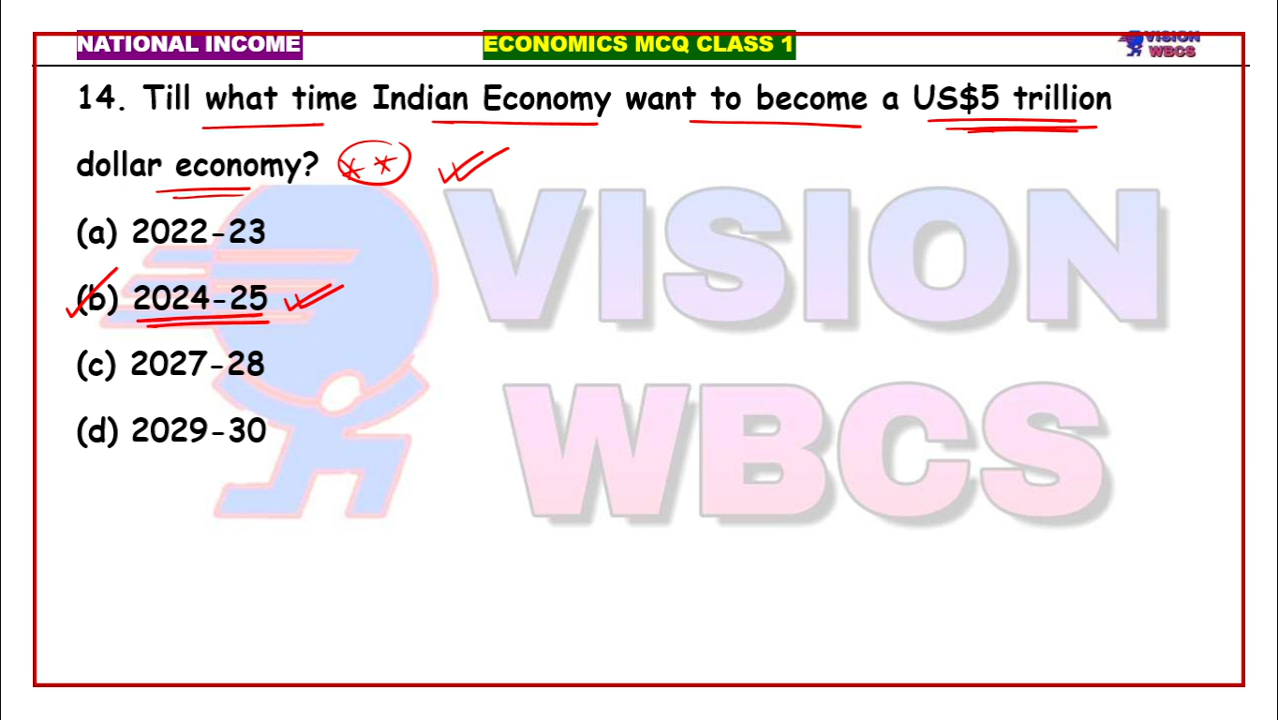 NATIONAL INCOME
ECONOMICS MCQ CLASS 1
VISION
WBCS
14. Till what time Indian Economy want to become a US$5 trillion
dollar economy?
(a) 2022-23
(b) 2024-25
(c) 2027-28
(d) 2029-30
VISION
WBCS